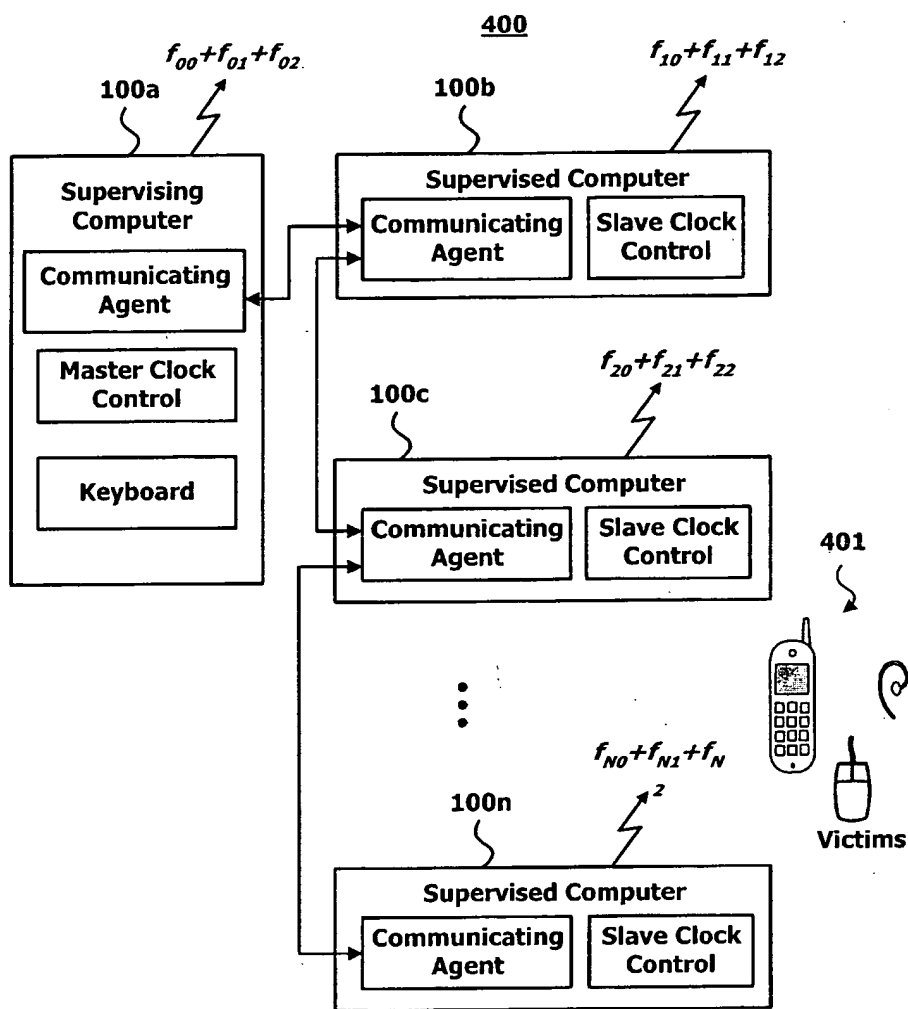 400
f00+f01+f02
100a
Supervising
Computer
Communicating
Agent
Master Clock
Control
Keyboard
f10+f11+f12
100b
Supervised Computer
Communicating
Agent
Slave Clock
Control
f20+f21+f22
100c
Supervised Computer
Communicating
Agent
Slave Clock
Control
401
Victims
fN0+fN1+fN
2
100n
Supervised Computer
Communicating
Agent
Slave Clock
Control